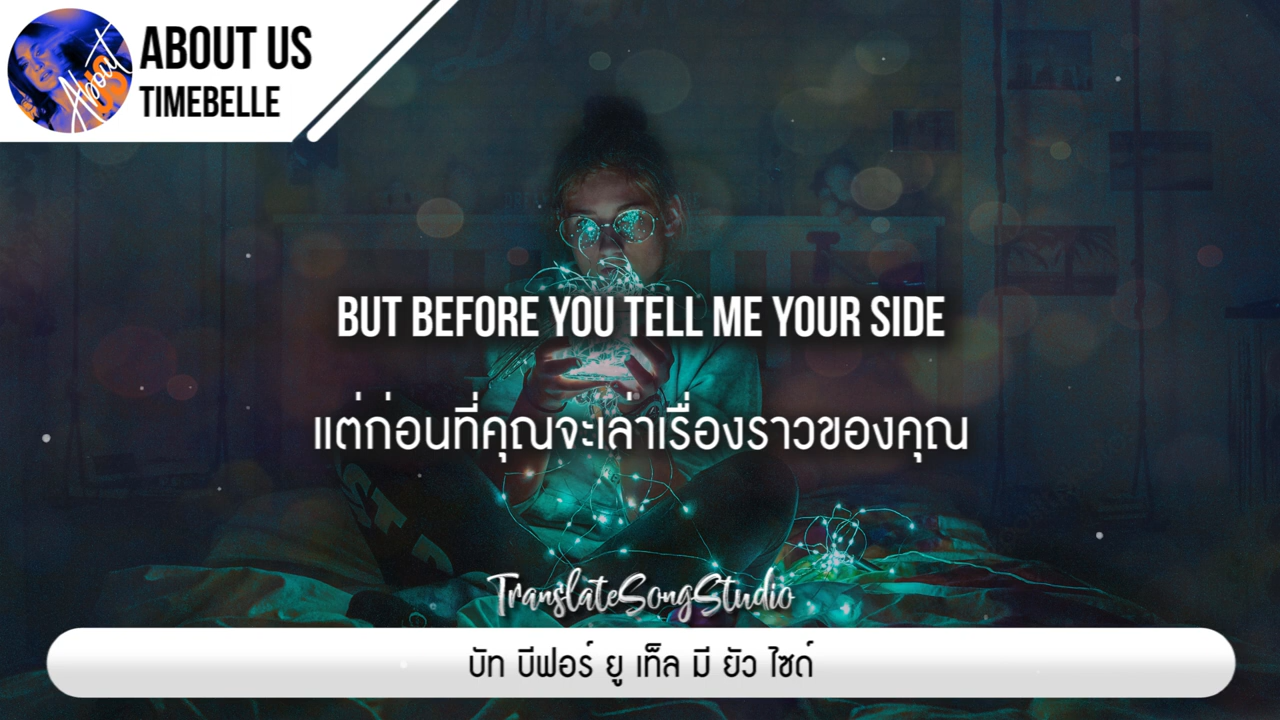 ABOUT US
TIMEBELLE
About
US
BUT BEFORE YOU TELL ME YOUR SIDE
แต่ก่อนที่คุณจะเล่าเรื่องราวของคุณ
TranslateSongStudio
บัท บีฟอร์ ยู เท็ล มี ยัว ไซด์